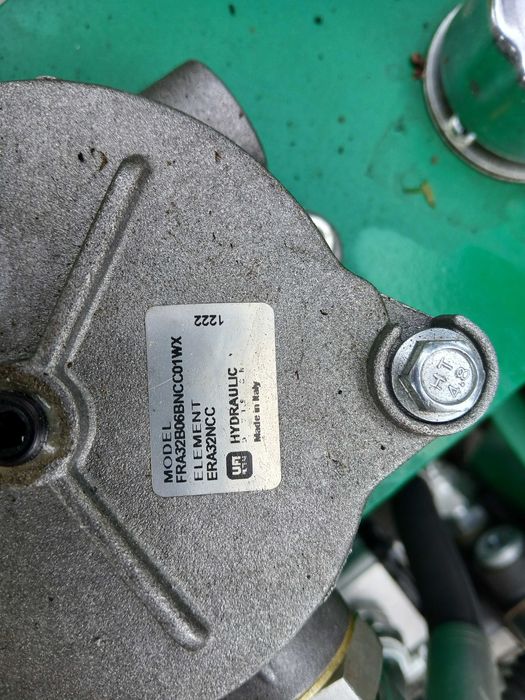 MODEL
FRA32B06BNCC01WX
ELEMENT
ERA32NCC
UFI
HYDRAULIC
Made in Italy
1222
HT
4.8